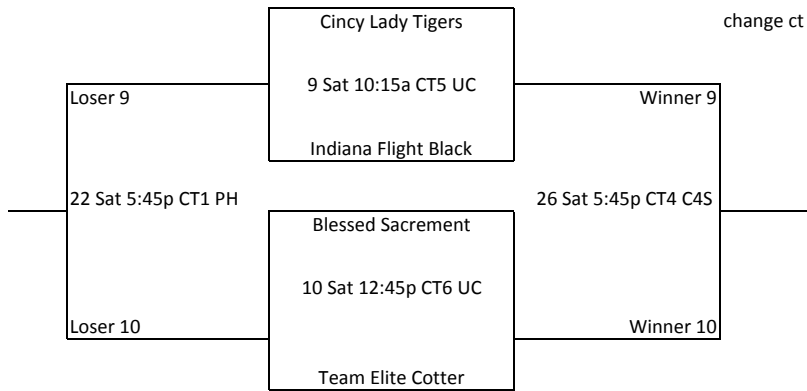 Cincy Lady Tigers
change ct
9 Sat 10:15a CT5 UC
Loser 9
Winner 9
Indiana Flight Black
22 Sat 5:45p CT1 PH
26 Sat 5:45p CT4 C4S
Blessed Sacrement
10 Sat 12:45p CT6 UC
Loser 10
Winner 10
Team Elite Cotter